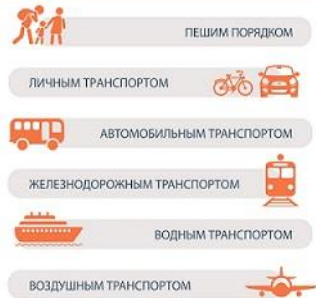 ПЕШИМ ПОРЯДКОМ
ЛИЧНЫМ ТРАНСПОРТОМ
АВТОМОБИЛЬНЫМ ТРАНСПОРТОМ
ЖЕЛЕЗНОДОРОЖНЫМ ТРАНСПОРТОМ
ВОДНЫМ ТРАНСПОРТОМ
ВОЗДУШНЫМ ТРАНСПОРТОМ